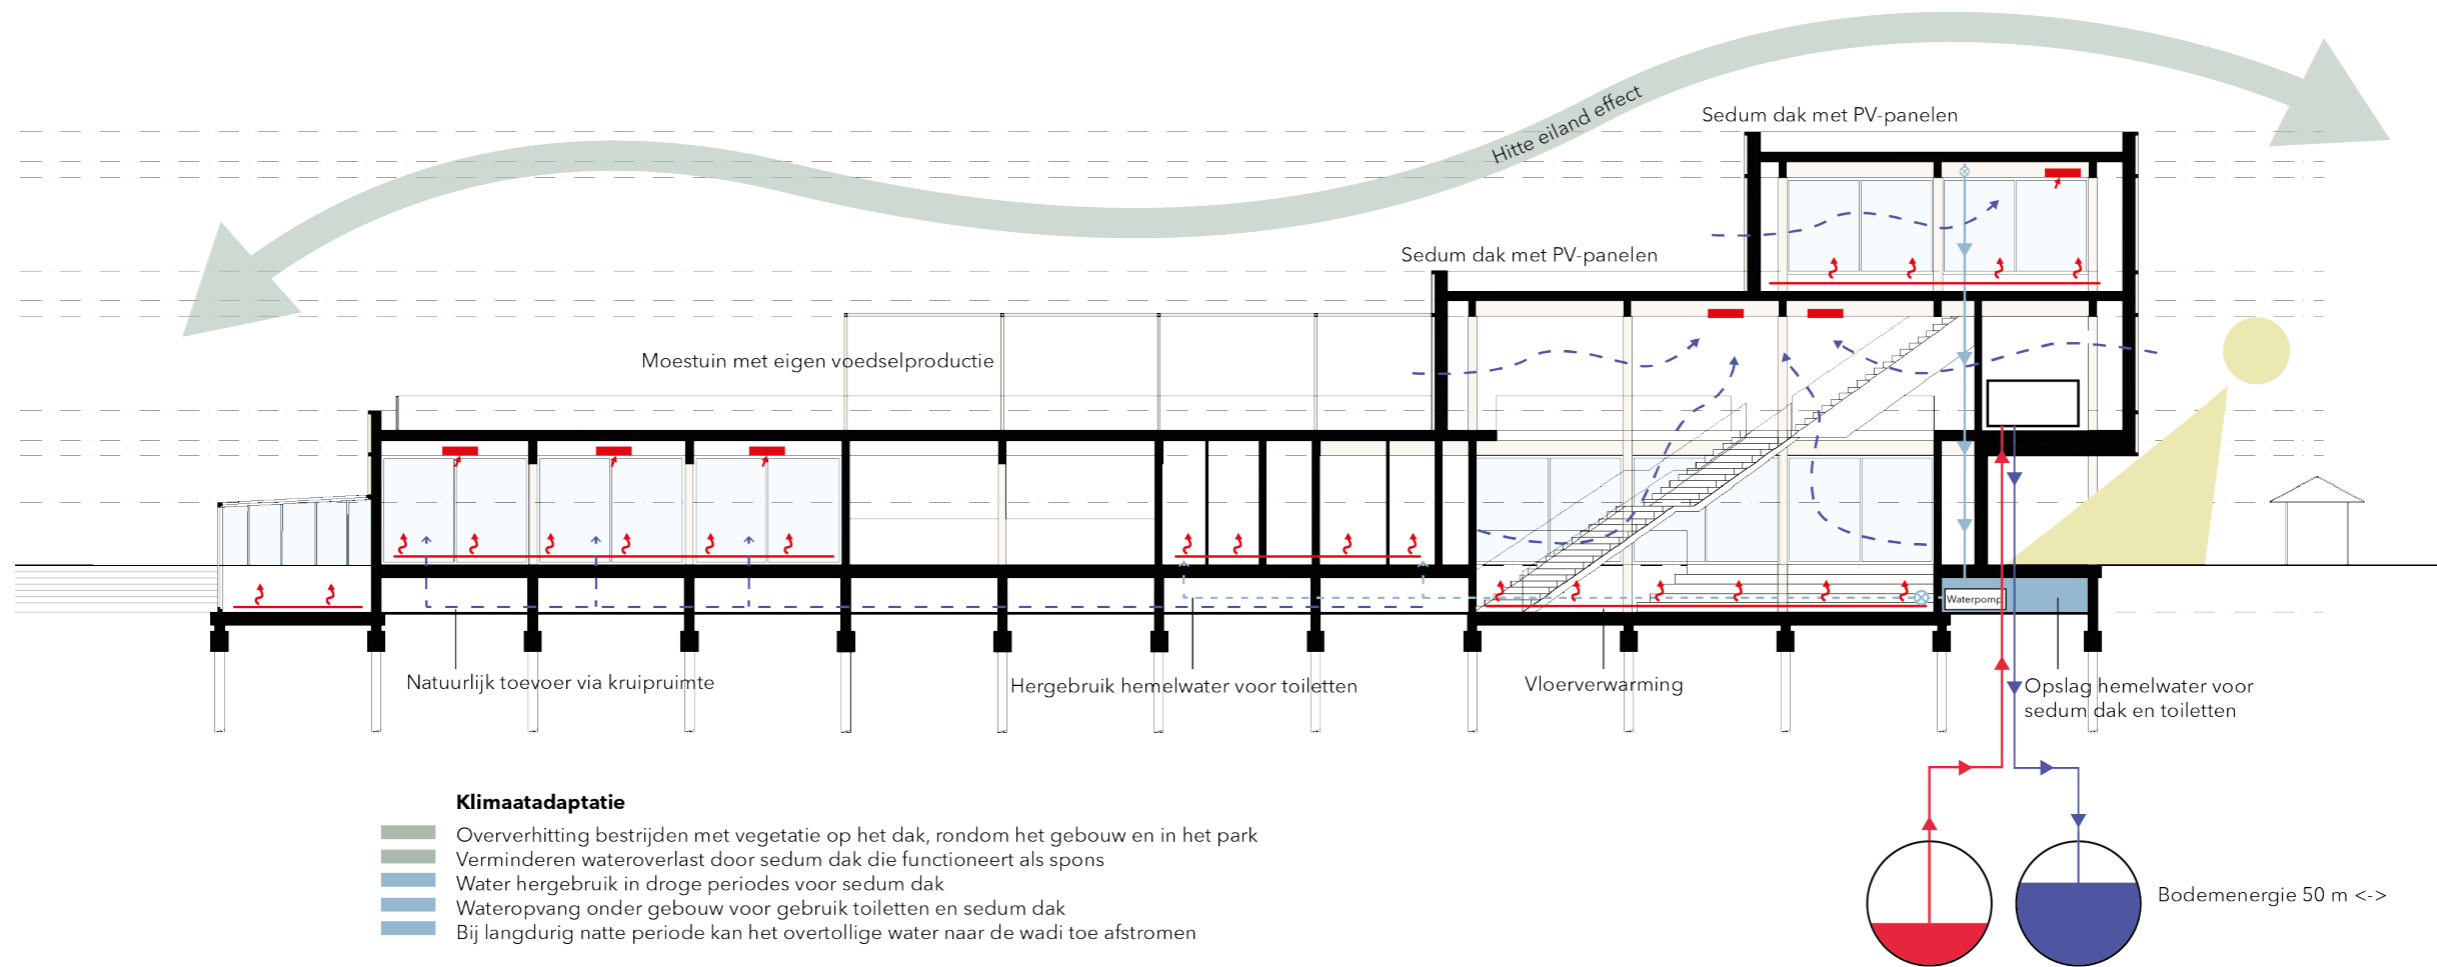 Hitte eiland effect
Sedum dak met PV-panelen
Sedum dak met PV-panelen
Moestuin met eigen voedselproductie
Waterpomp
Natuurlijk toevoer via kruipruimte
Hergebruik hemelwater voor toiletten
Vloerverwarming
Opslag hemelwater voor
sedum dak en toiletten
Klimaatadaptatie
Oververhitting bestrijden met vegetatie op het dak, rondom het gebouw en in het park
Verminderen wateroverlast door sedum dak die functioneert als spons
Water hergebruik in droge periodes voor sedum dak
Wateropvang onder gebouw voor gebruik toiletten en sedum dak
Bij langdurig natte periode kan het overtollige water naar de wadi toe afstromen
Bodemenergie 50 m <->